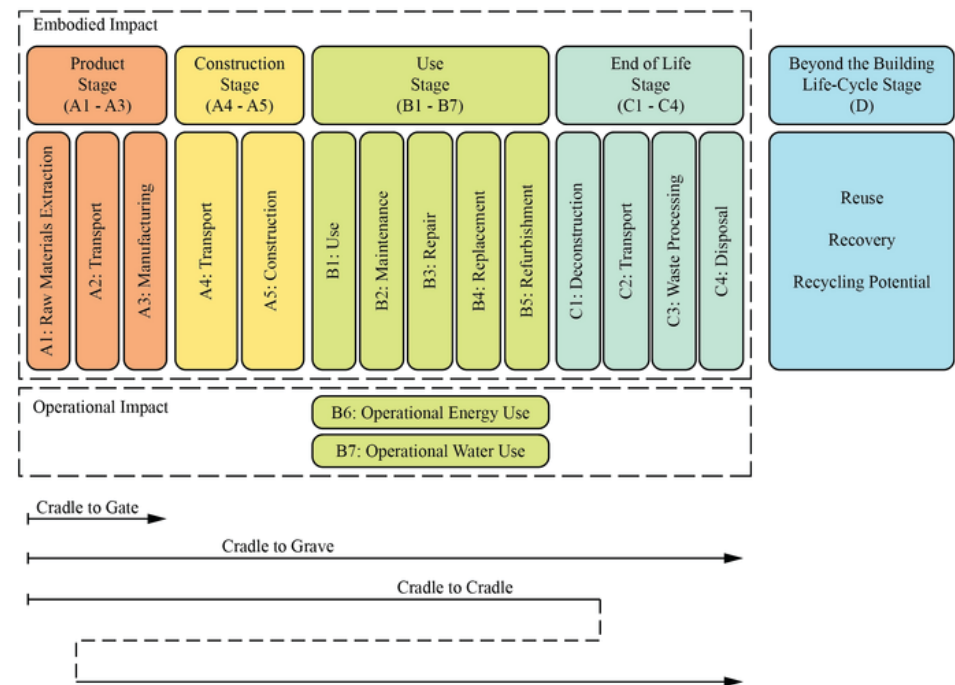 Embodied Impact
Product
Stage
(A1 - A3)
Construction
Stage
(A4 - A5)
Use
Stage
(B1 - B7)
End of Life
Stage
(C1 - C4)
Beyond the Building
Life-Cycle Stage
(D)
A1: Raw Materials Extraction
A2: Transport
A3: Manufacturing
A4: Transport
A5: Construction
B1: Use
B2: Maintenance
B3: Repair
B4: Replacement
B5: Refurbishment
C1: Deconstruction
C2: Transport
C3: Waste Processing
C4: Disposal
Reuse
Recovery
Recycling Potential
Operational Impact
B6: Operational Energy Use
B7: Operational Water Use
Cradle to Gate
Cradle to Grave
Cradle to Cradle